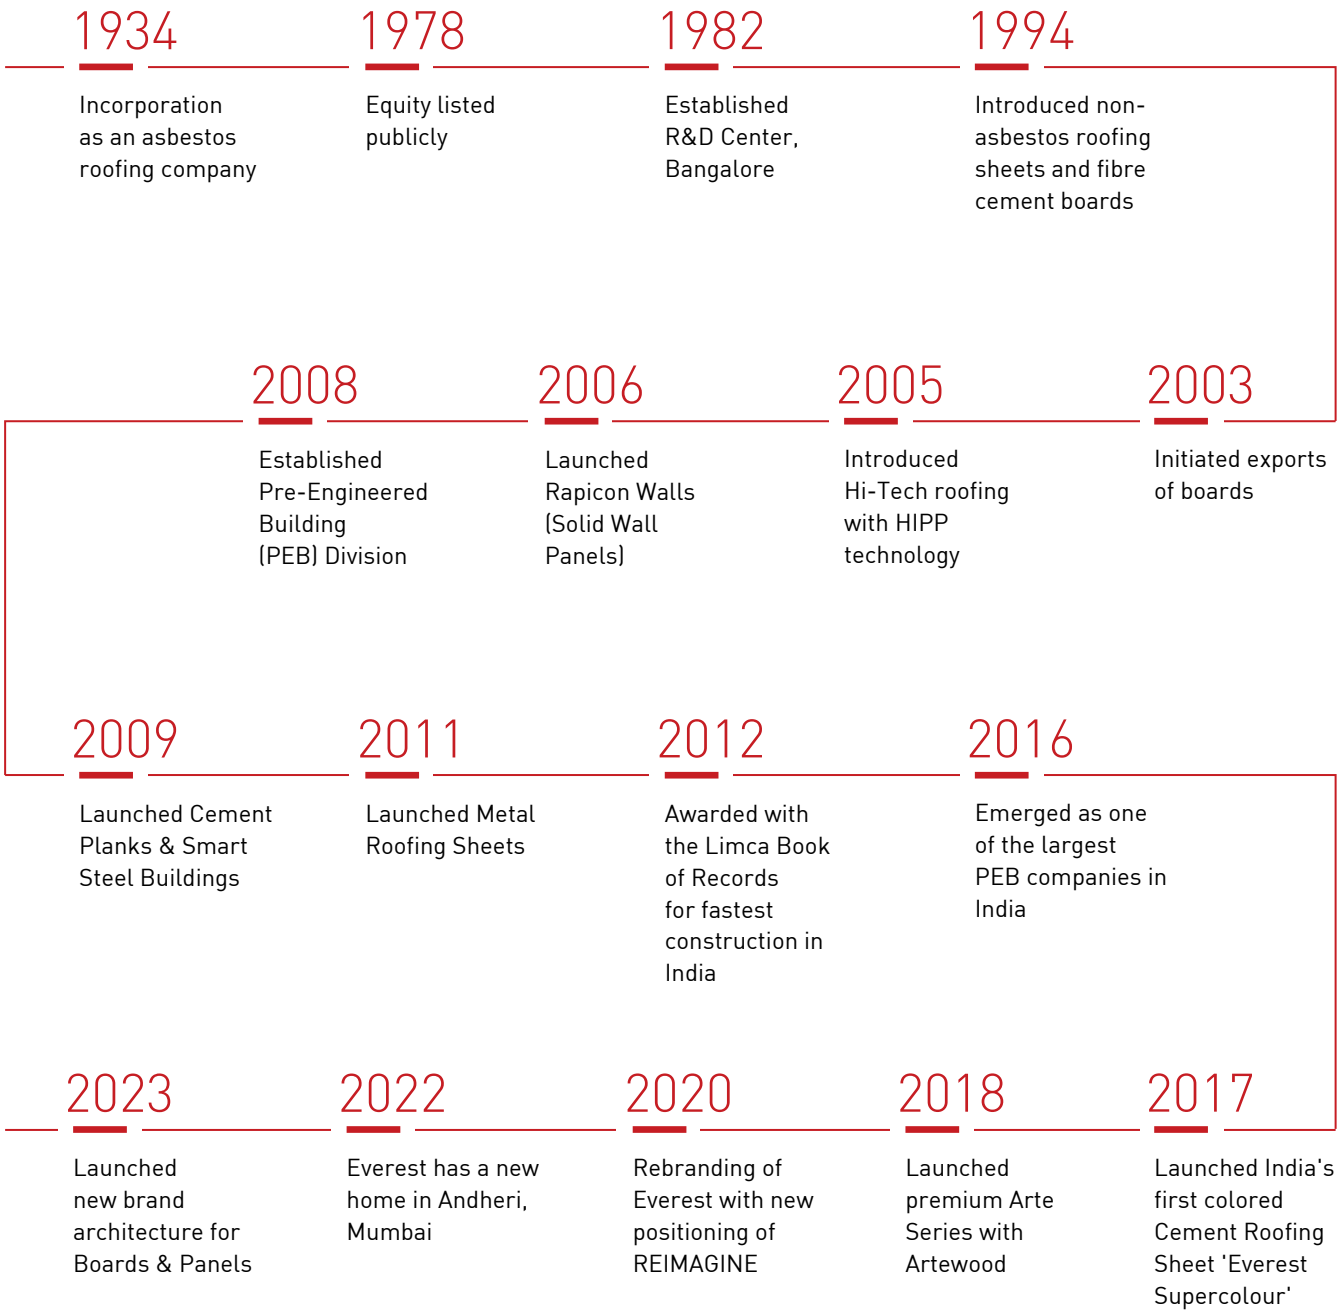 1934
Incorporation
as an asbestos
roofing company
1978
Equity listed
publicly
1982
Established
R&D Center,
Bangalore
1994
Introduced non-
asbestos roofing
sheets and fibre
cement boards
2003
Initiated exports
of boards
2005
Introduced
Hi-Tech roofing
with HIPP
technology
2006
Launched
Rapicon Walls
(Solid Wall
Panels)
2008
Established
Pre-Engineered
Building
(PEB) Division
2009
Launched Cement
Planks & Smart
Steel Buildings
2011
Launched Metal
Roofing Sheets
2012
Awarded with
the Limca Book
of Records
for fastest
construction in
India
2016
Emerged as one
of the largest
PEB companies in
India
2017
Launched India's
first colored
Cement Roofing
Sheet 'Everest
Supercolour'
2018
Launched
premium Arte
Series with
Artewood
2020
Rebranding of
Everest with new
positioning of
REIMAGINE
2022
Everest has a new
home in Andheri,
Mumbai
2023
Launched
new brand
architecture for
Boards & Panels